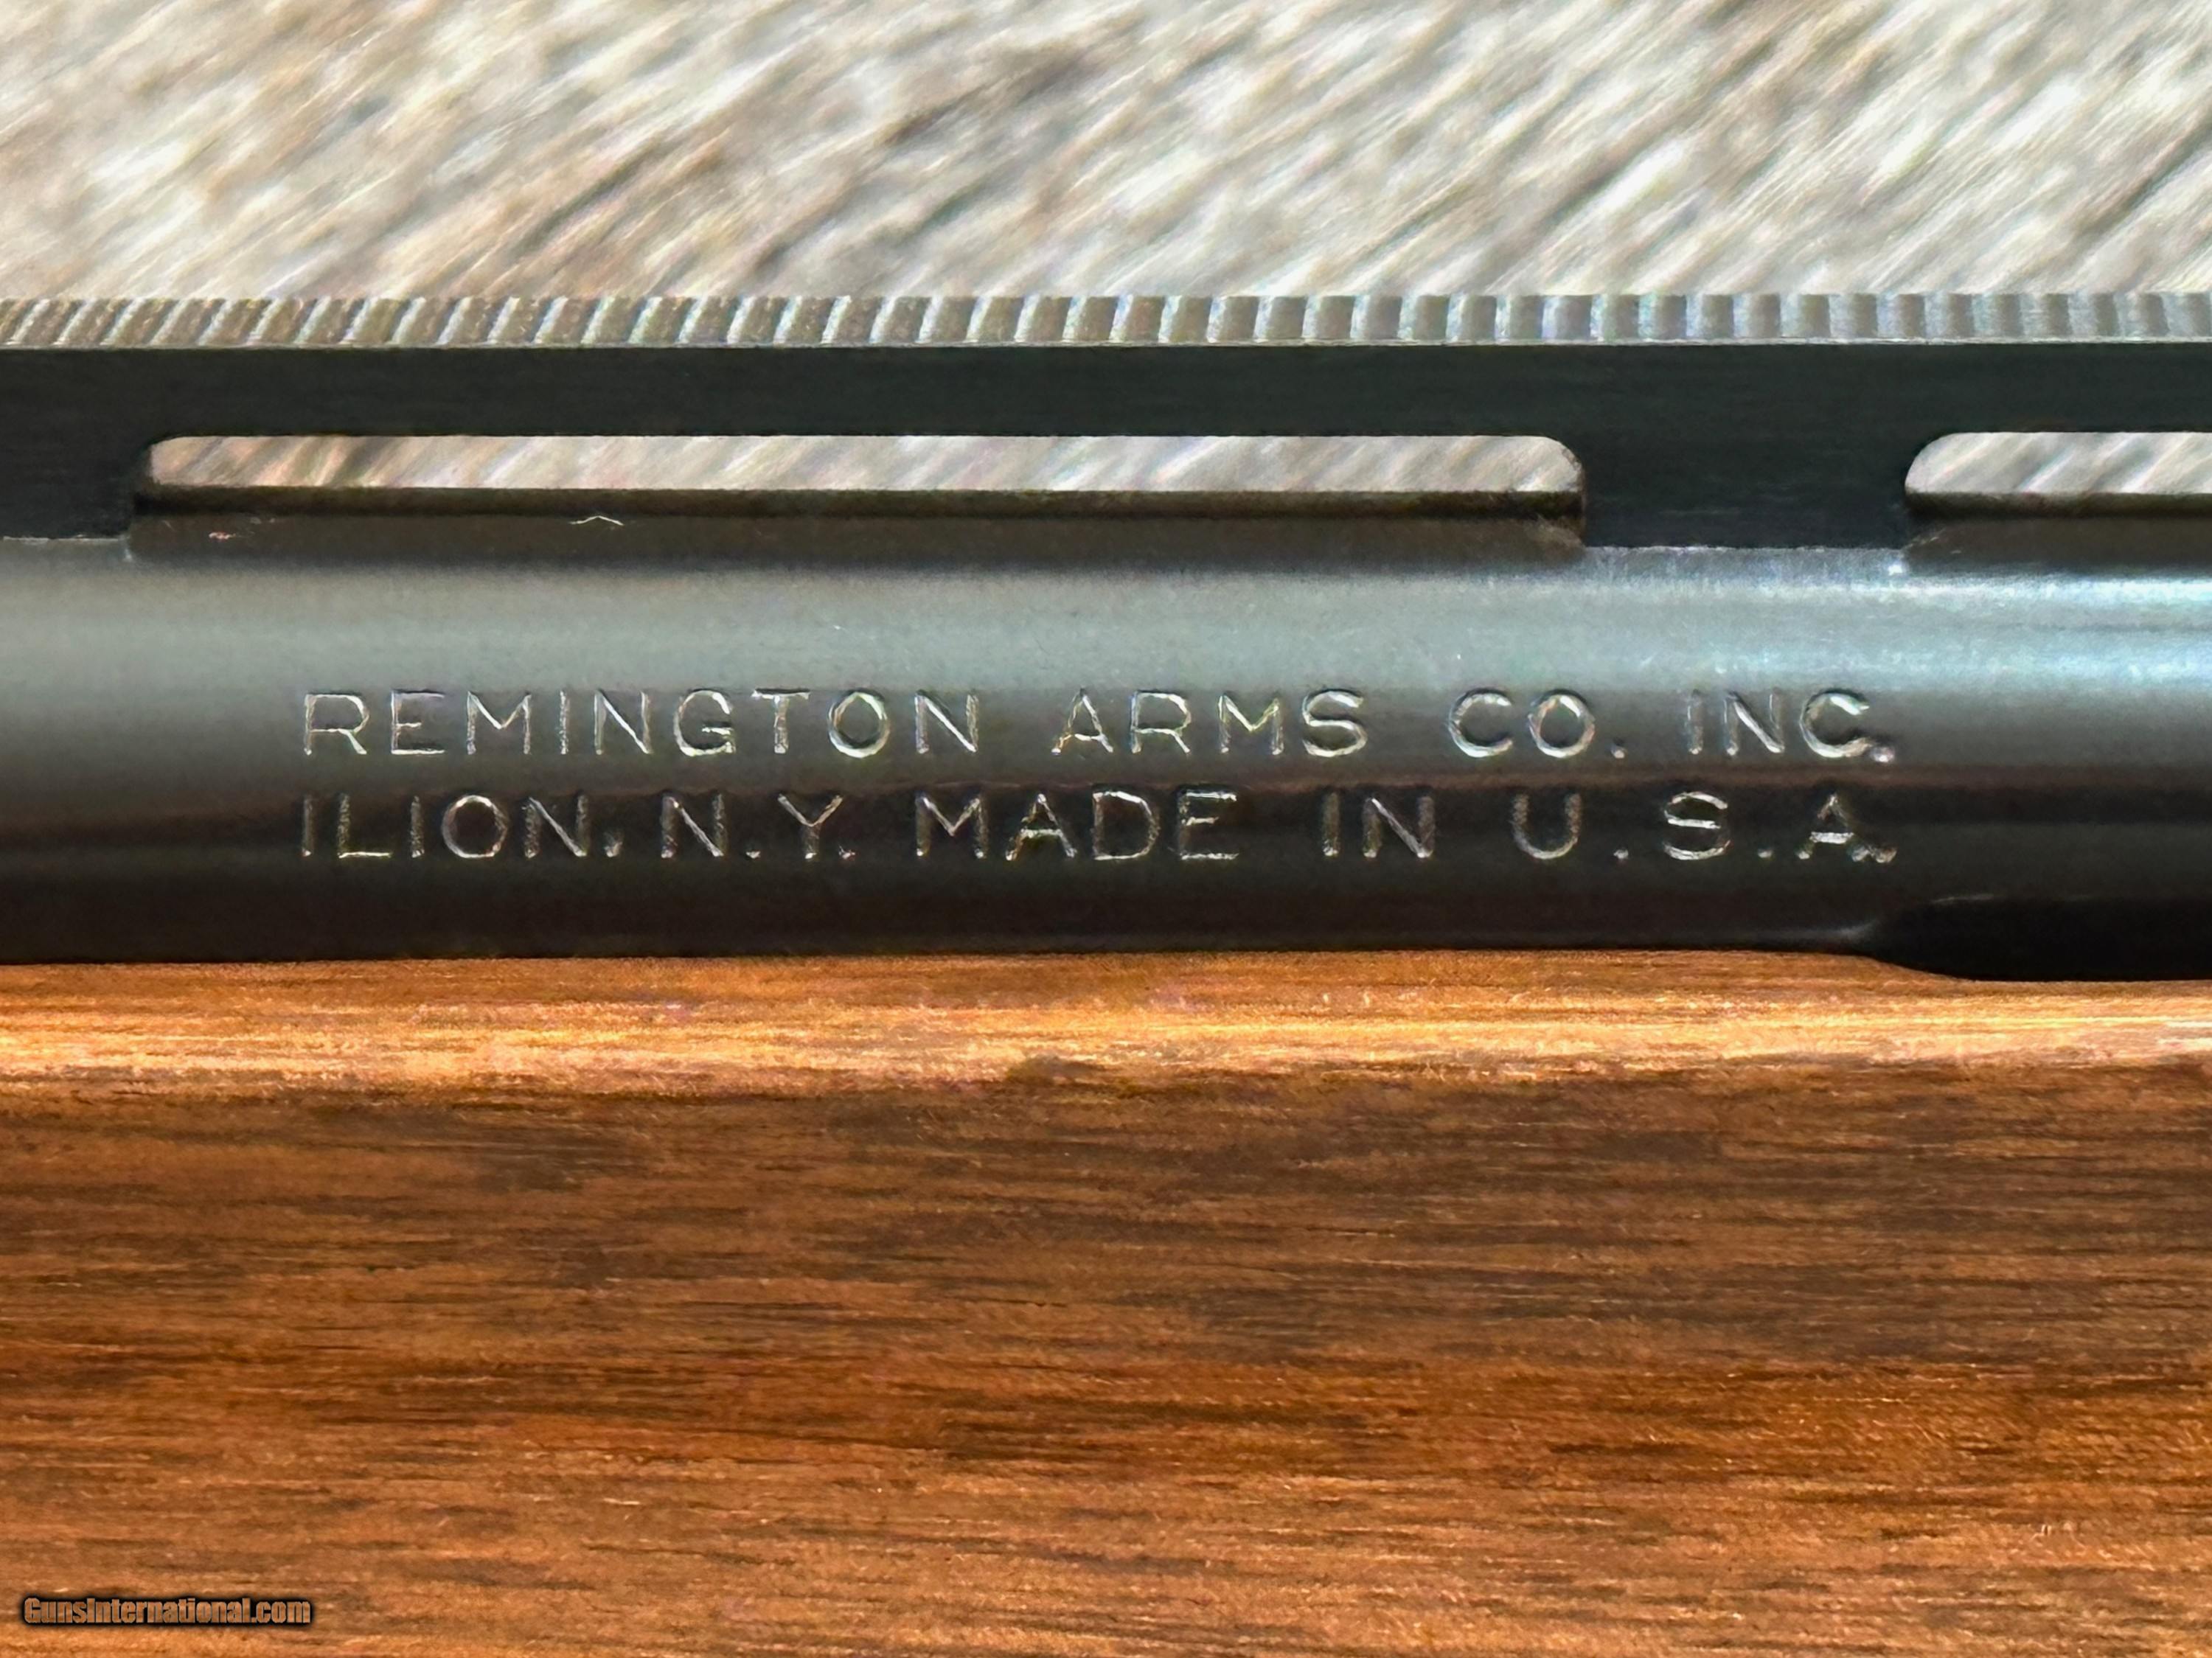 REMINGTON ARMS CO. INC.
ILION, N.Y. MADE IN U.S.A.
GunsInternational.com